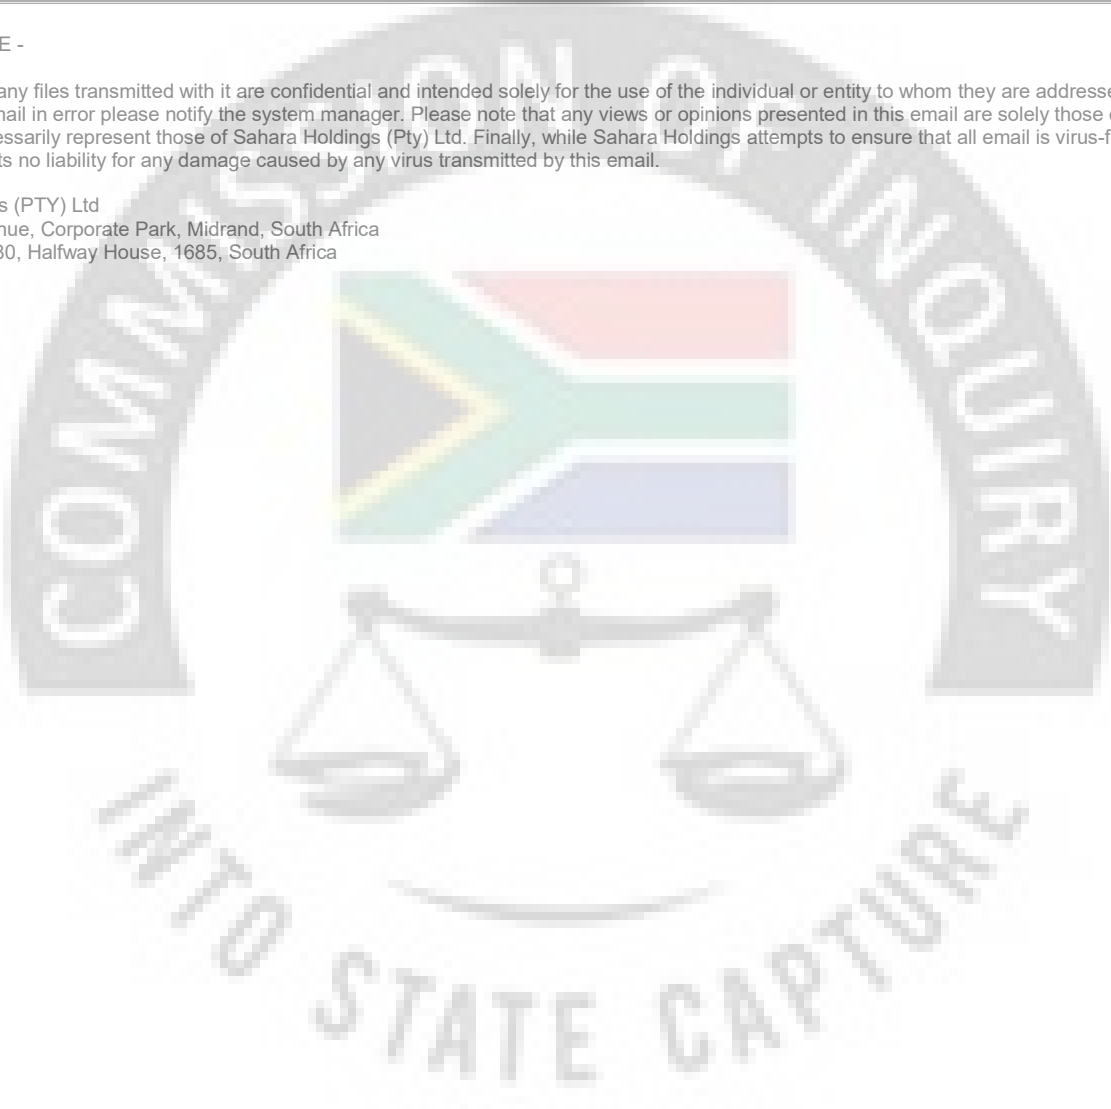 E -
any files transmitted with it are confidential and intended solely for the use of the individual or entity to whom they are addresse
ail in error please notify the system manager. Please note that any views or opinions presented in this email are solely those
essarily represent those of Sahara Holdings (Pty) Ltd. Finally, while Sahara Holdings attempts to ensure that all email is virus-f
ts no liability for any damage caused by any virus transmitted by this email.
s (PTY) Ltd
nue, Corporate Park, Midrand, South Africa
30, Halfway House, 1685, South Africa
COMMISSION OF INQUIRY
INTO STATE CAPTURE